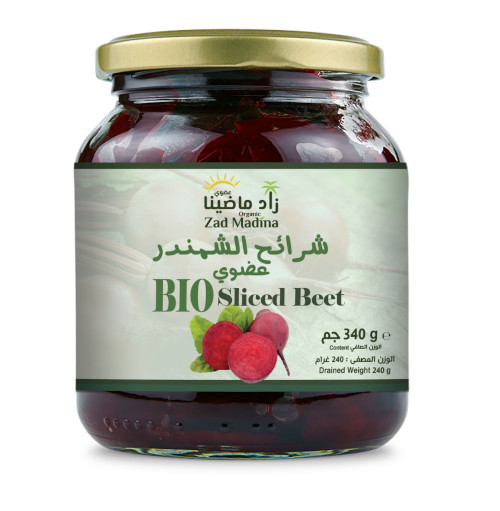 عضوي
زاد ماضينا
Organic
Zad Madina
شرائح الشمندر
عضوي
BIO Sliced Beet
340 g جم ℮
الوزن الصافي Content
الوزن المصفى : 240 غرام
Drained Weight 240 g